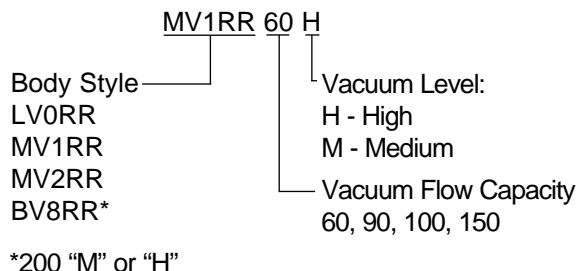 MV1RR 60 H
Body Style
LV0RR
MV1RR
MV2RR
BV8RR*
Vacuum Level:
H - High
M - Medium
Vacuum Flow Capacity
60, 90, 100, 150
*200 “M” or “H”